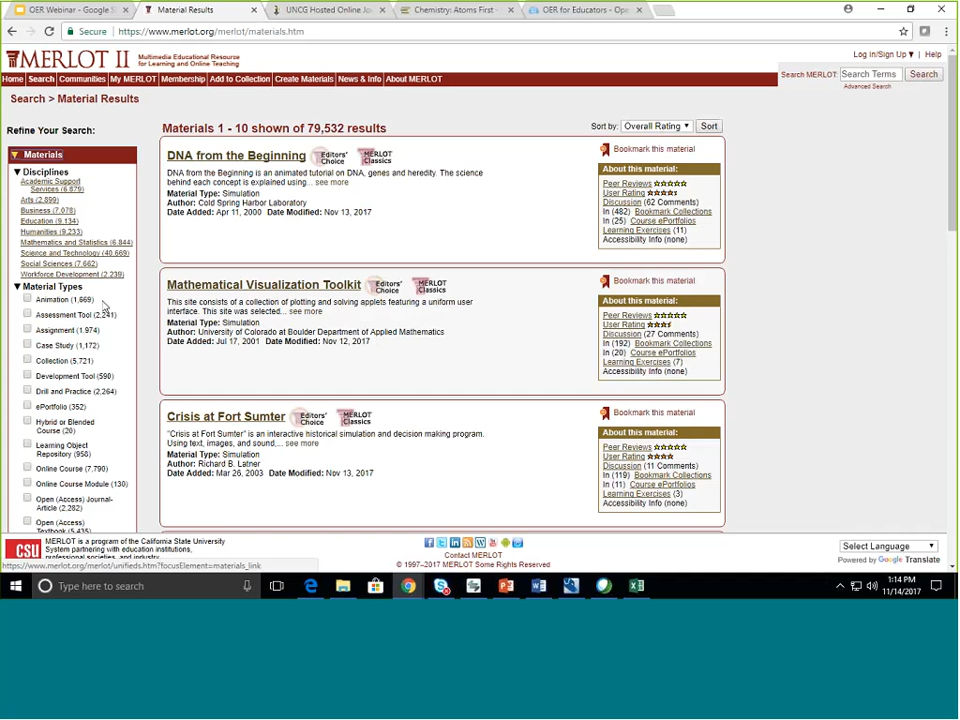 OER Webinar - Google S
Material Results
UNCG Hosted Online Jo
Chemistry: Atoms First -
OER for Educators - Ope
Secure
https://www.merlot.org/merlot/materials.htm
MERLOT II
Multimedia Educational Resource
for Learning and Online Teaching
Log In/Sign Up
Help
Home
Search
Communities
My MERLOT
Membership
Add to Collection
Create Materials
News & Info
About MERLOT
Search MERLOT:
Search Terms
Search
Advanced Search
Search > Material Results
Refine Your Search:
Materials
Disciplines
Academic Support
Services (6,879)
Arts (2,899)
Business (7,078)
Education (9,134)
Humanities (9,233)
Mathematics and Statistics (6,844)
Science and Technology (40,669)
Social Sciences (7,662)
Workforce Development (2,239)
Material Types
Animation (1,669)
Assessment Tool (2,241)
Assignment (1,974)
Case Study (1,172)
Collection (5,721)
Development Tool (590)
Drill and Practice (2,264)
ePortfolio (352)
Hybrid or Blended
Course (20)
Learning Object
Repository (958)
Online Course (7,790)
Online Course Module (130)
Open (Access) Journal-
Article (2,282)
Open (Access)
Textbook (5,435)
Materials 1 - 10 shown of 79,532 results
Sort by:
Overall Rating
Sort
DNA from the Beginning
Editors'
Choice
MERLOT
Classics
DNA from the Beginning is an animated tutorial on DNA, genes and heredity. The science
behind each concept is explained using... see more
Material Type: Simulation
Author: Cold Spring Harbor Laboratory
Date Added: Apr 11, 2000 Date Modified: Nov 13, 2017
Bookmark this material
About this material:
Peer Reviews
User Rating
Discussion (62 Comments)
In (482) Bookmark Collections
In (25) Course ePortfolios
Learning Exercises (11)
Accessibility Info (none)
Mathematical Visualization Toolkit
Editors'
Choice
MERLOT
Classics
This site consists of a collection of plotting and solving applets featuring a uniform user
interface. This site was selected... see more
Material Type: Simulation
Author: University of Colorado at Boulder Department of Applied Mathematics
Date Added: Jul 17, 2001 Date Modified: Nov 12, 2017
Bookmark this material
About this material:
Peer Reviews
User Rating
Discussion (27 Comments)
In (192) Bookmark Collections
In (20) Course ePortfolios
Learning Exercises (7)
Accessibility Info (none)
Crisis at Fort Sumter
Editors'
Choice
MERLOT
Classics
"Crisis at Fort Sumter" is an interactive historical simulation and decision making program.
Using text, images, and sound,... see more
Material Type: Simulation
Author: Richard B. Latner
Date Added: Mar 26, 2003 Date Modified: Nov 13, 2017
Bookmark this material
About this material:
Peer Reviews
User Rating
Discussion (11 Comments)
In (119) Bookmark Collections
In (11) Course ePortfolios
Learning Exercises (3)
Accessibility Info (none)
CSU
MERLOT is a program of the California State University
System partnering with education institutions,
professional societies, and industry.
https://www.merlot.org/merlot/unifieds.htm?focusElement=materials_link
Contact MERLOT
© 1997–2017 MERLOT Some Rights Reserved
Select Language
Powered by Google Translate
Type here to search
1:14 PM
11/14/2017